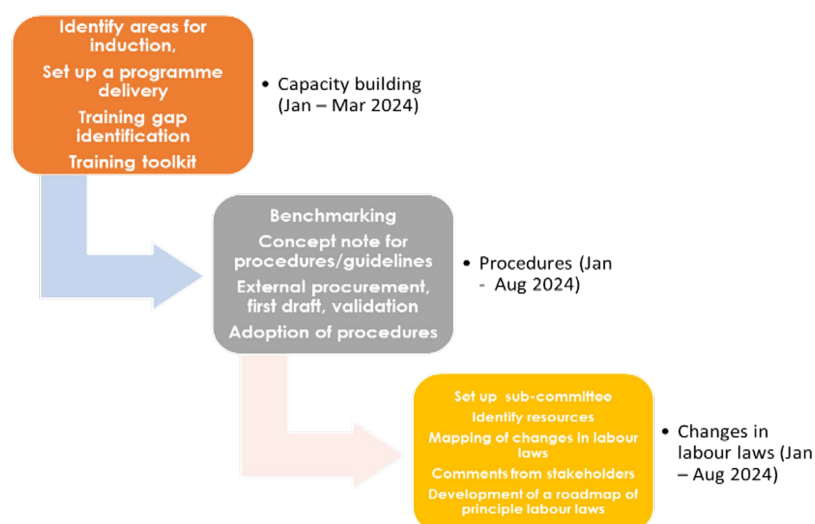 Identify areas for
induction,
Set up a programme
delivery
Training gap
identification
Training toolkit
• Capacity building
(Jan – Mar 2024)
Benchmarking
Concept note for
procedures/guidelines
External procurement,
first draft, validation
Adoption of procedures
• Procedures (Jan
- Aug 2024)
Set up sub-committee
Identify resources
Mapping of changes in labour
laws
Comments from stakeholders
Development of a roadmap of
principle labour laws
• Changes in
labour laws (Jan
– Aug 2024)